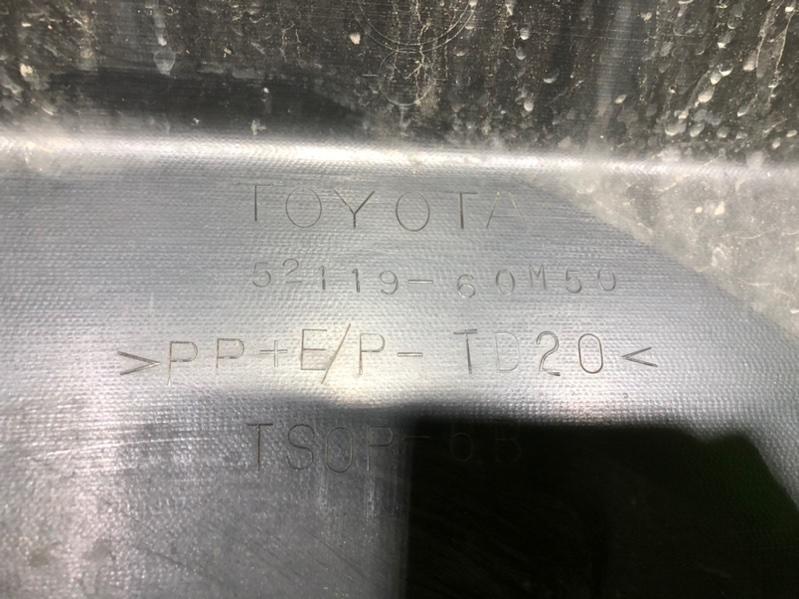 TOYOTA
52119-60M50
>PP+E/P-TD20<
TSOP-6B